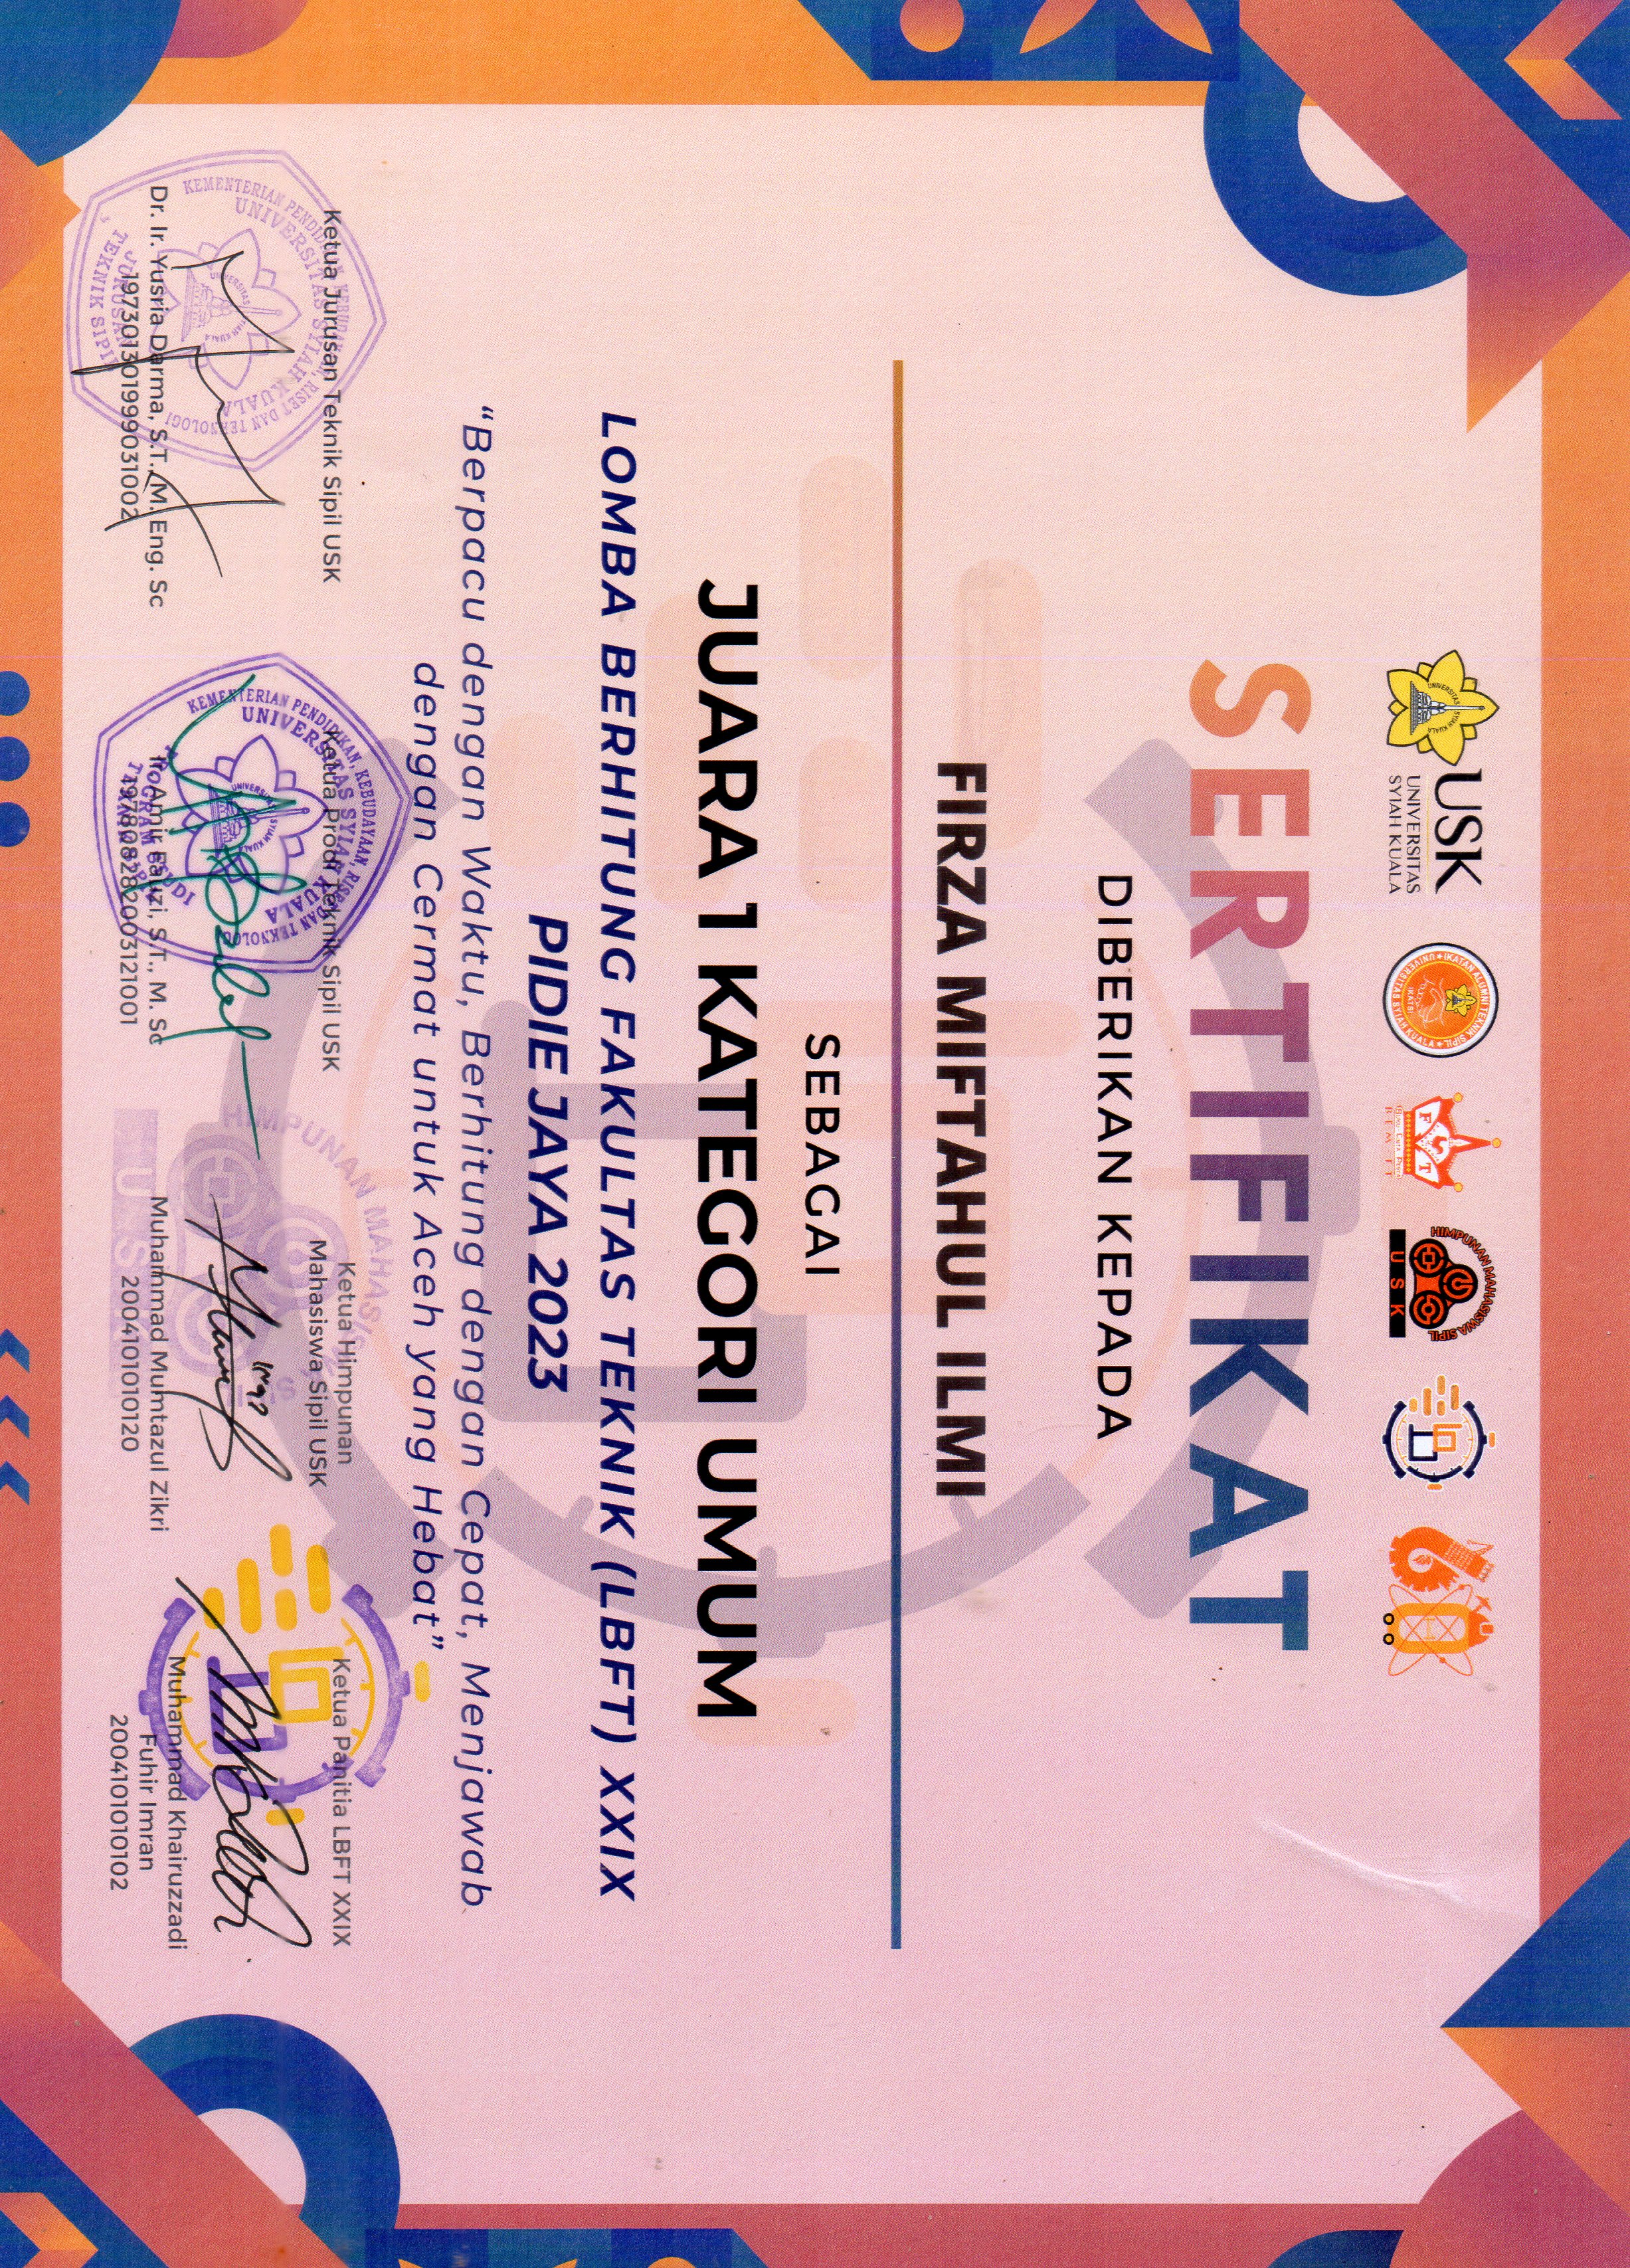 USK
UNIVERSITAS
SYIAH KUALA
IKATAN ALUMNI TEKNIK SIPIL
UNIVERSITAS SYIAH KUALA
IKATSI
F T
BEM FT
HIMPUNAN MAHASISWA SIPIL
USK
60
SERTIFIKAT
DIBERIKAN KEPADA
FIRZA MIFTAHUL ILMI
SEBAGAI
JUARA 1 KATEGORI UMUM
LOMBA BERHITUNG FAKULTAS TEKNIK (LBFT) XXIX
PIDIE JAYA 2023
“Berpacu dengan Waktu, Berhitung dengan Cepat, Menjawab
dengan Cermat untuk Aceh yang Hebat”
Ketua Jurusan Teknik Sipil USK
KEMENTERIAN PENDIDIKAN, KEBUDAYAAN, RISET DAN TEKNOLOGI
UNIVERSITAS SYIAH KUALA
JURUSAN
TEKNIK SIPIL
Dr. Ir. Yusria Darma, S.T., M. Eng. Sc
197301301999031002
Ketua Prodi Teknik Sipil USK
KEMENTERIAN PENDIDIKAN, KEBUDAYAAN, RISET DAN TEKNOLOGI
UNIVERSITAS SYIAH KUALA
PROGRAM STUDI
TEKNIK SIPIL
Ir. Amir Fauzi, S.T., M. Sc
197808282003121001
Ketua Himpunan
Mahasiswa Sipil USK
HIMPUNAN MAHASISWA SIPIL
USK
Muhammad Mumtazul Zikri
2004101010120
Ketua Panitia LBFT XXIX
Muhammad Khairuzzadi
Fuhir Imran
2004101010102